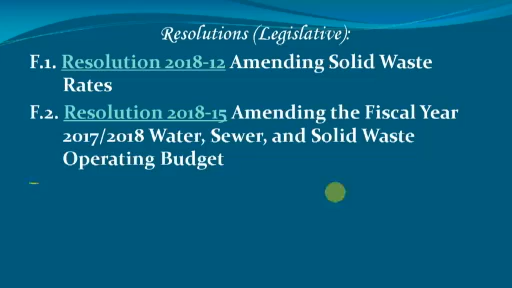 Resolutions (Legislative):
F.1. Resolution 2018-12 Amending Solid Waste
Rates
F.2. Resolution 2018-15 Amending the Fiscal Year
2017/2018 Water, Sewer, and Solid Waste
Operating Budget